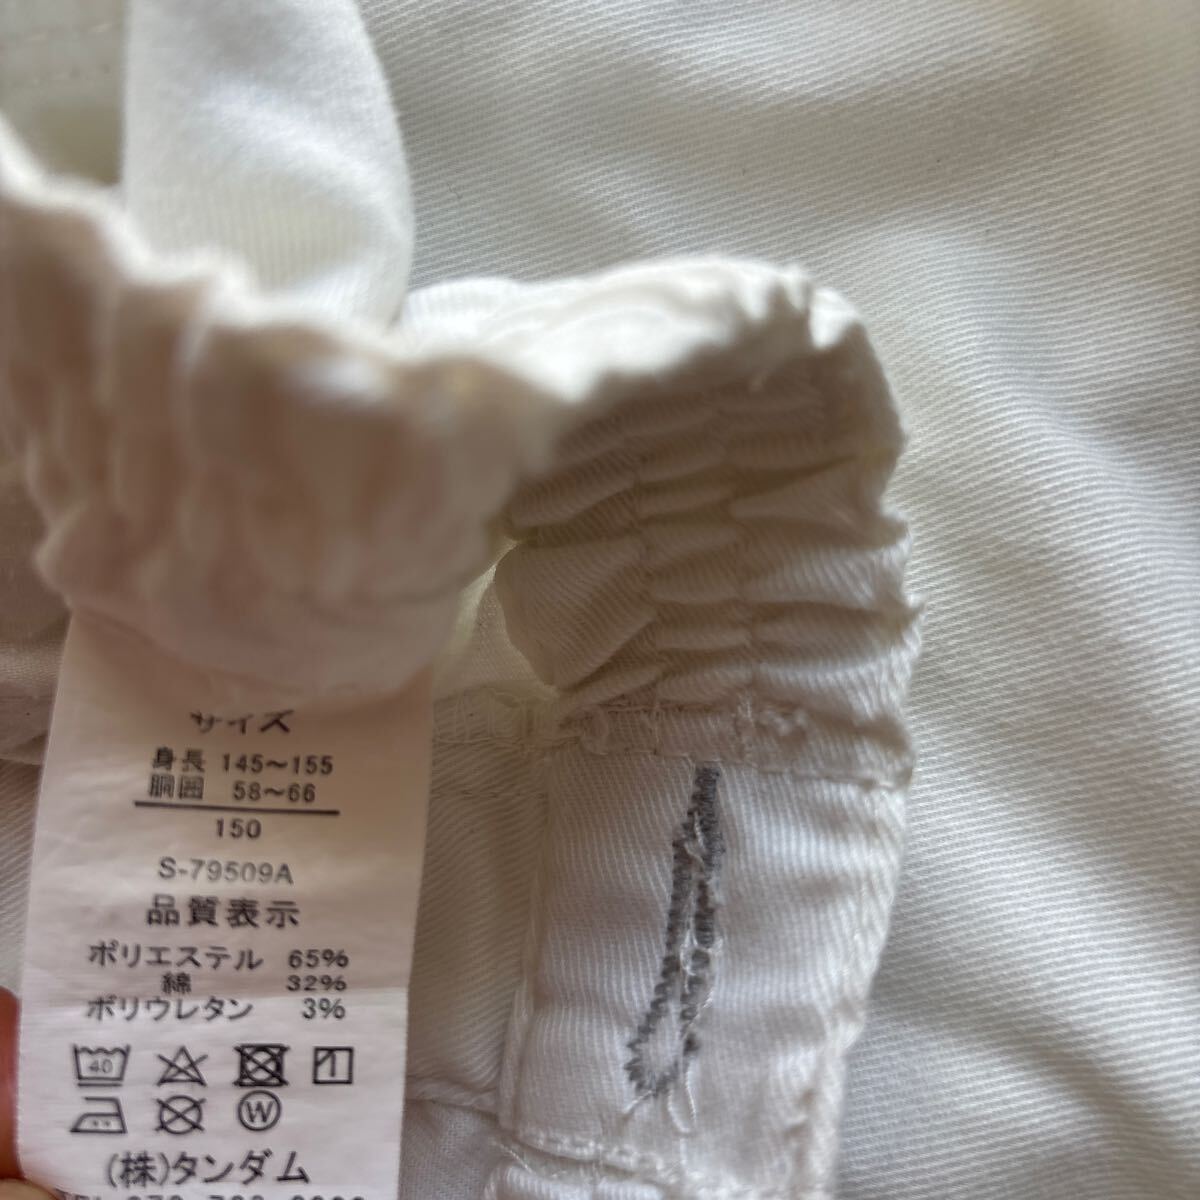 サイズ
身長 145～155
胴囲 58～66
150
S-79509A
品質表示
ポリエステル 65%
綿 32%
ポリウレタン 3%
40
W
(株)タンダム